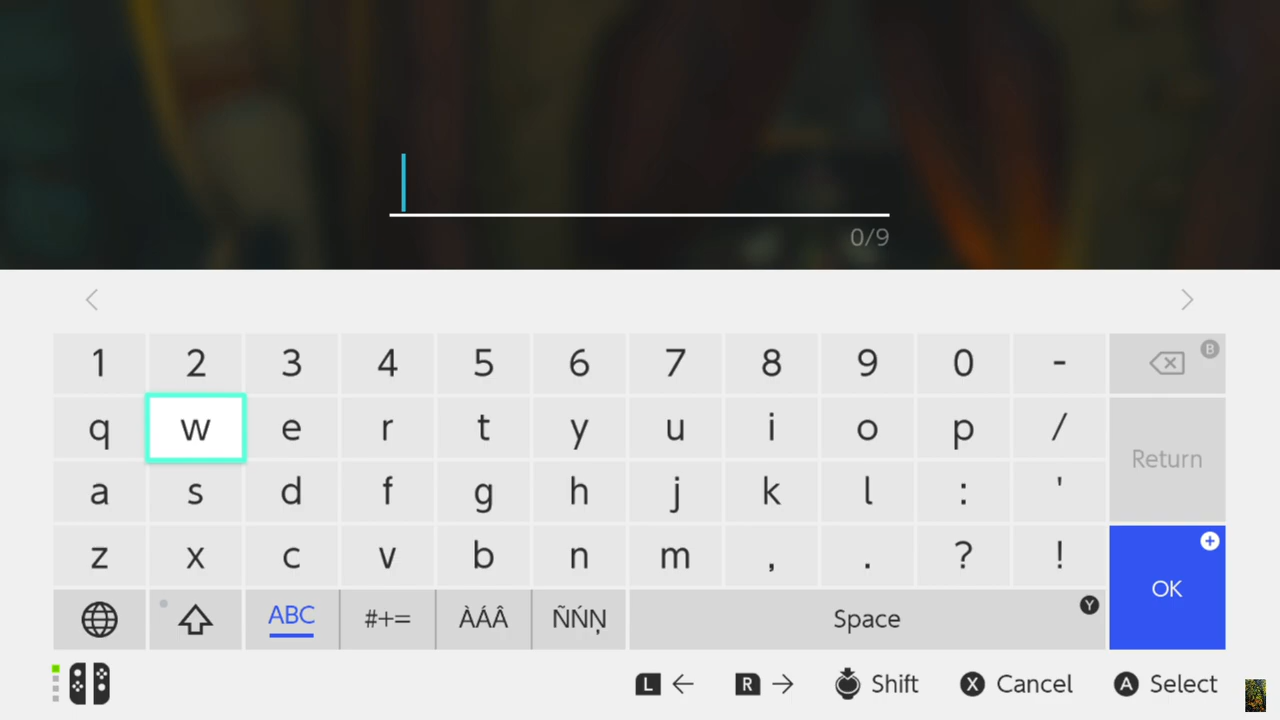 0/9
1 2 3 4 5 6 7 8 9 0 - B
q w e r t y u i o p /
Return
a s d f g h j k l : '
z x c v b n m , . ? ! +
OK
ABC #+= ÀÁÂ ÑŃŅ Space Y
L ← R → Shift X Cancel A Select